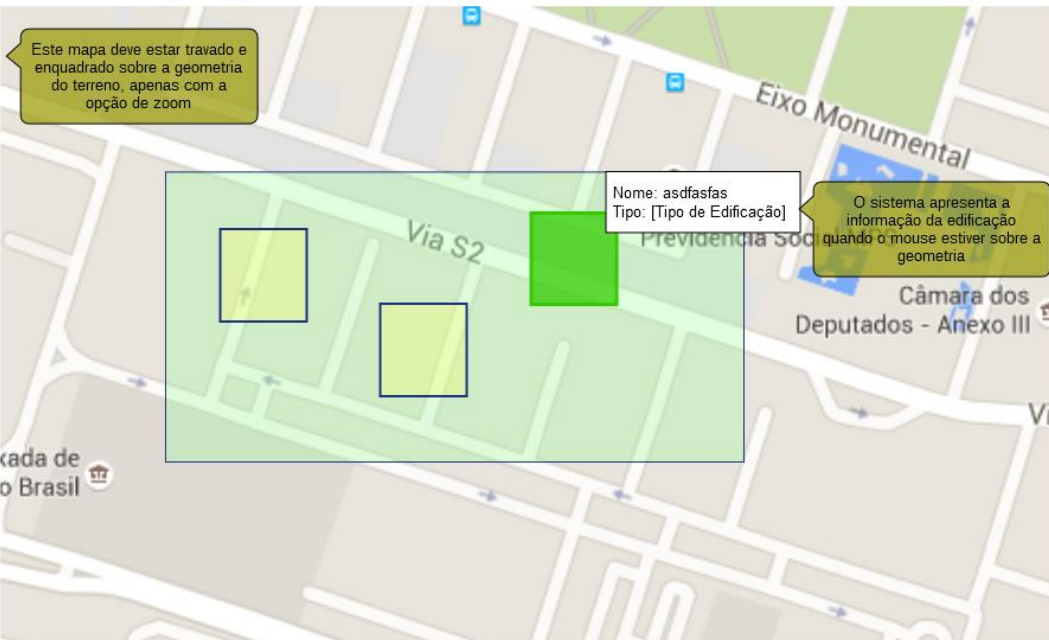 Este mapa deve estar travado e
enquadrado sobre a geometria
do terreno, apenas com a
opção de zoom
Eixo Monumental
Nome: asdfasfas
Tipo: [Tipo de Edificação]
O sistema apresenta a
informação da edificação
quando o mouse estiver sobre a
geometria
Via S2
Previdência Social
Câmara dos
Deputados - Anexo III
xada de
o Brasil